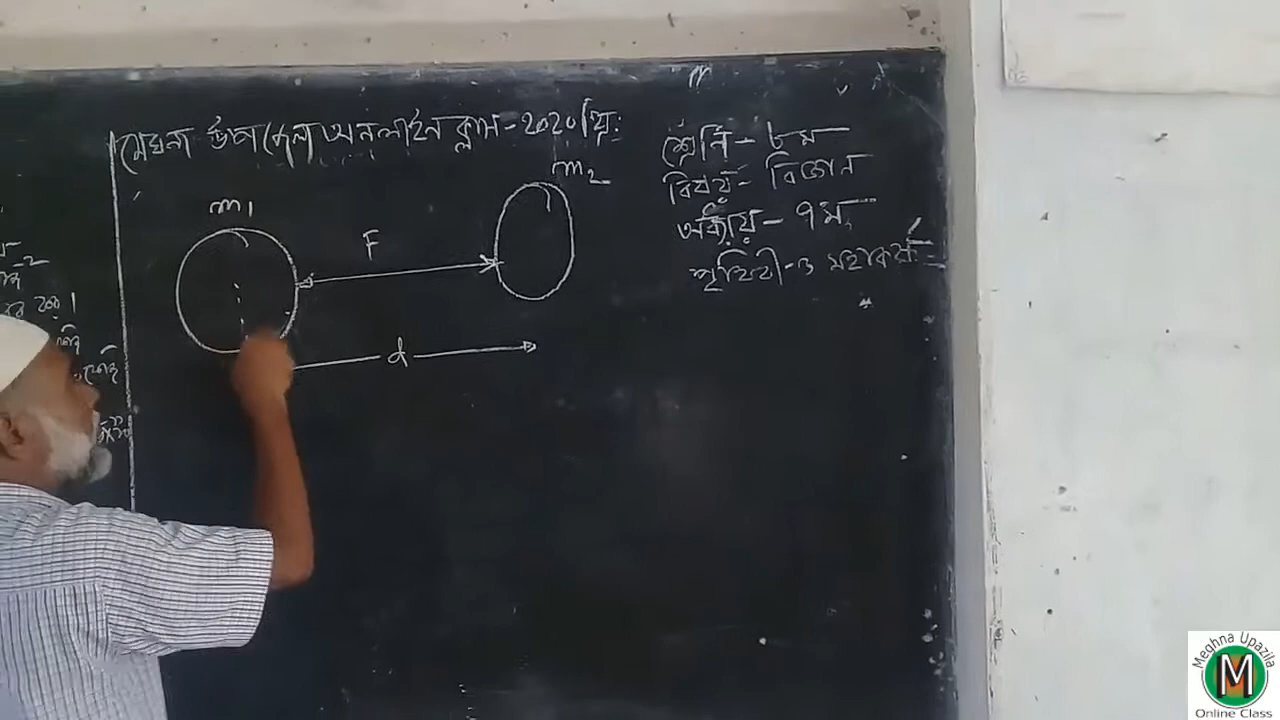 মেঘনা উপজেলা অনলাইন ক্লাস-২০২০ খ্রি:
শ্রেণি - ৮ম
বিষয় - বিজ্ঞান
অধ্যায় - ৭ম
পৃথিবী ও মহাকর্ষ
m1
m2
F
d
Meghna Upazila
M
Online Class